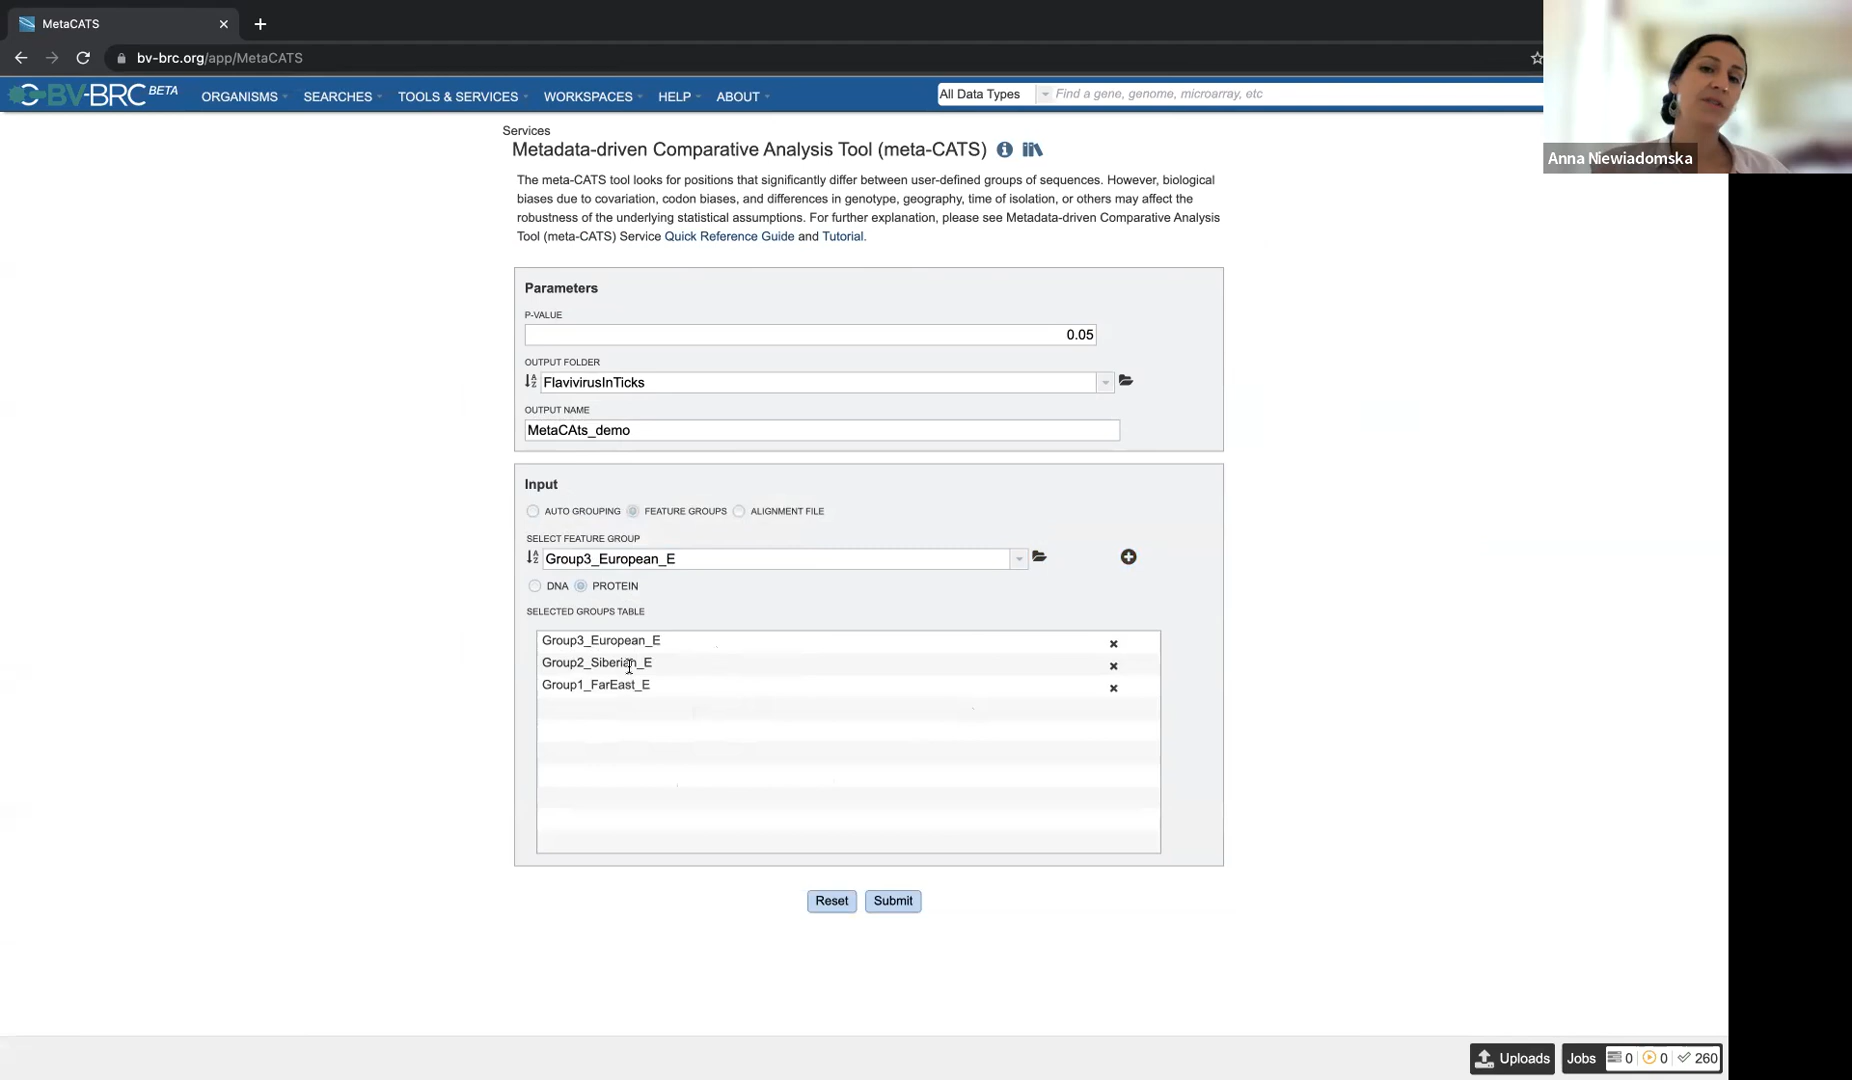 MetaCATS
bv-brc.org/app/MetaCATS
BV-BRC BETA
ORGANISMS
SEARCHES
TOOLS & SERVICES
WORKSPACES
HELP
ABOUT
All Data Types
Find a gene, genome, microarray, etc
Anna Niewiadomska
Services
Metadata-driven Comparative Analysis Tool (meta-CATS)
The meta-CATS tool looks for positions that significantly differ between user-defined groups of sequences. However, biological
biases due to covariation, codon biases, and differences in genotype, geography, time of isolation, or others may affect the
robustness of the underlying statistical assumptions. For further explanation, please see Metadata-driven Comparative Analysis
Tool (meta-CATS) Service Quick Reference Guide and Tutorial.
Parameters
P-VALUE
0.05
OUTPUT FOLDER
FlavivirusInTicks
OUTPUT NAME
MetaCAts_demo
Input
AUTO GROUPING FEATURE GROUPS ALIGNMENT FILE
SELECT FEATURE GROUP
Group3_European_E
DNA PROTEIN
SELECTED GROUPS TABLE
Group3_European_E
Group2_Siberian_E
Group1_FarEast_E
Reset Submit
Uploads
Jobs 0 0 260